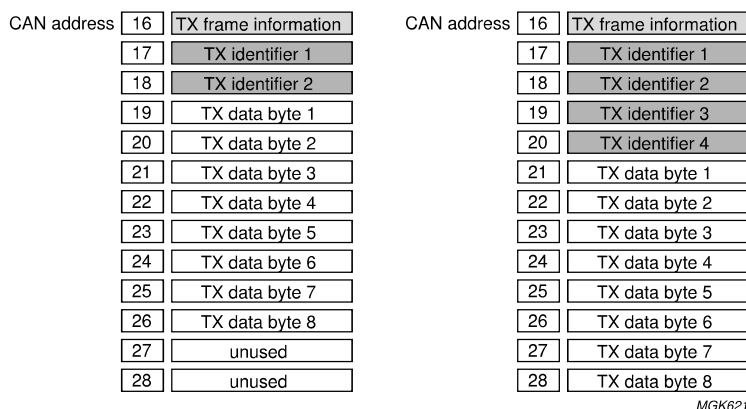 CAN address 16 TX frame information
17 TX identifier 1
18 TX identifier 2
19 TX data byte 1
20 TX data byte 2
21 TX data byte 3
22 TX data byte 4
23 TX data byte 5
24 TX data byte 6
25 TX data byte 7
26 TX data byte 8
27 unused
28 unused
CAN address 16 TX frame information
17 TX identifier 1
18 TX identifier 2
19 TX identifier 3
20 TX identifier 4
21 TX data byte 1
22 TX data byte 2
23 TX data byte 3
24 TX data byte 4
25 TX data byte 5
26 TX data byte 6
27 TX data byte 7
28 TX data byte 8
MGK621